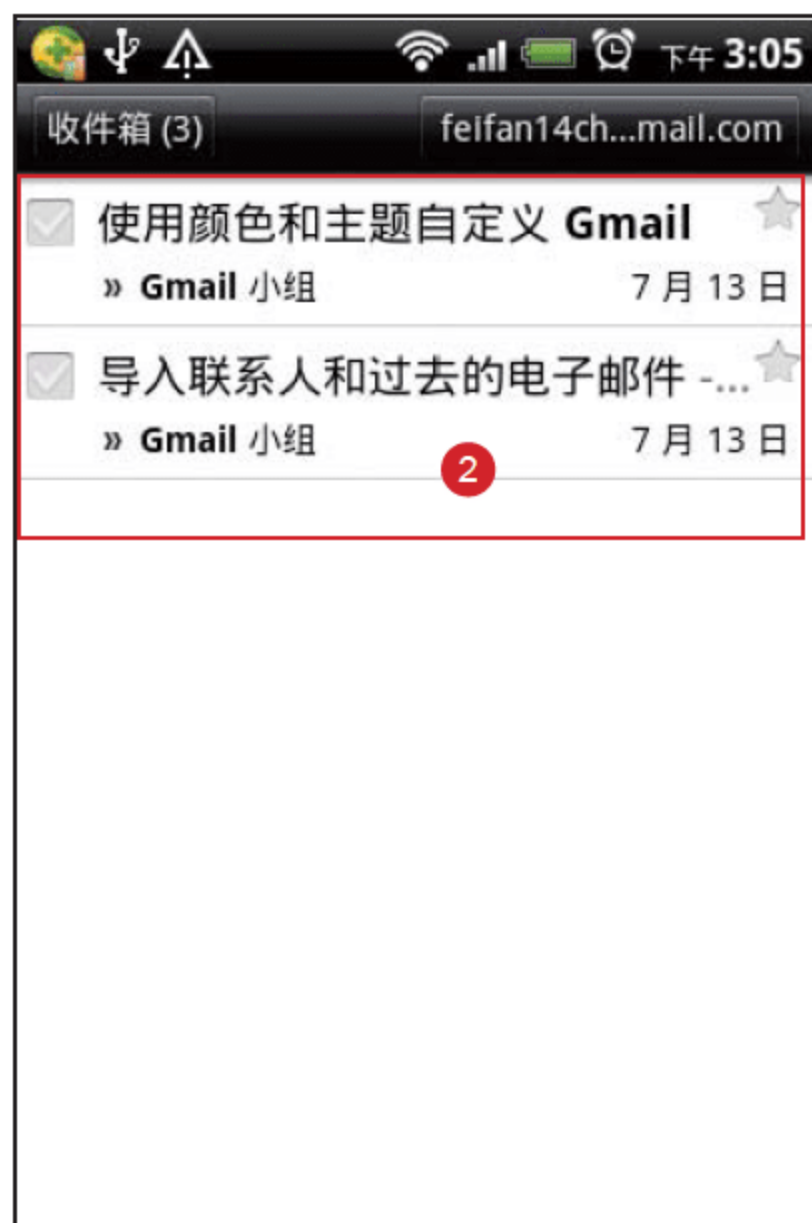 下午 3:05
收件箱 (3) feifan14ch...mail.com
使用颜色和主题自定义 Gmail
» Gmail 小组 7 月 13 日
导入联系人和过去的电子邮件 -...
» Gmail 小组 7 月 13 日
2